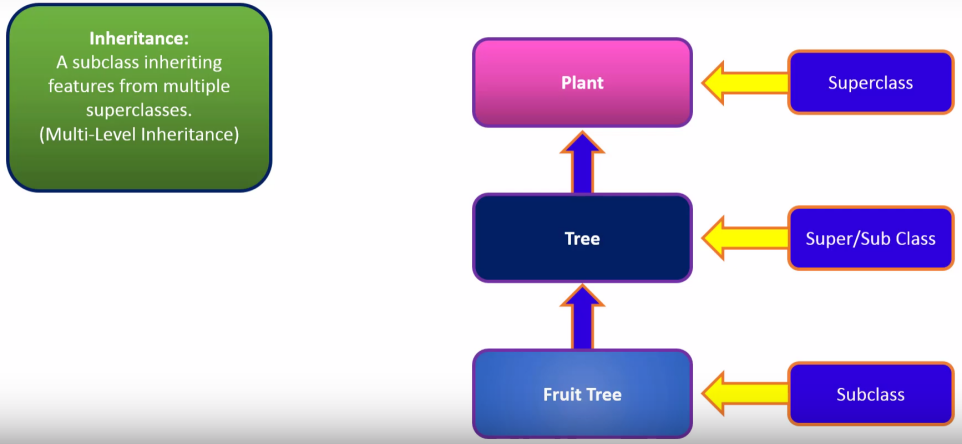 Inheritance:
A subclass inheriting
features from multiple
superclasses.
(Multi-Level Inheritance)
Plant
Superclass
Tree
Super/Sub Class
Fruit Tree
Subclass